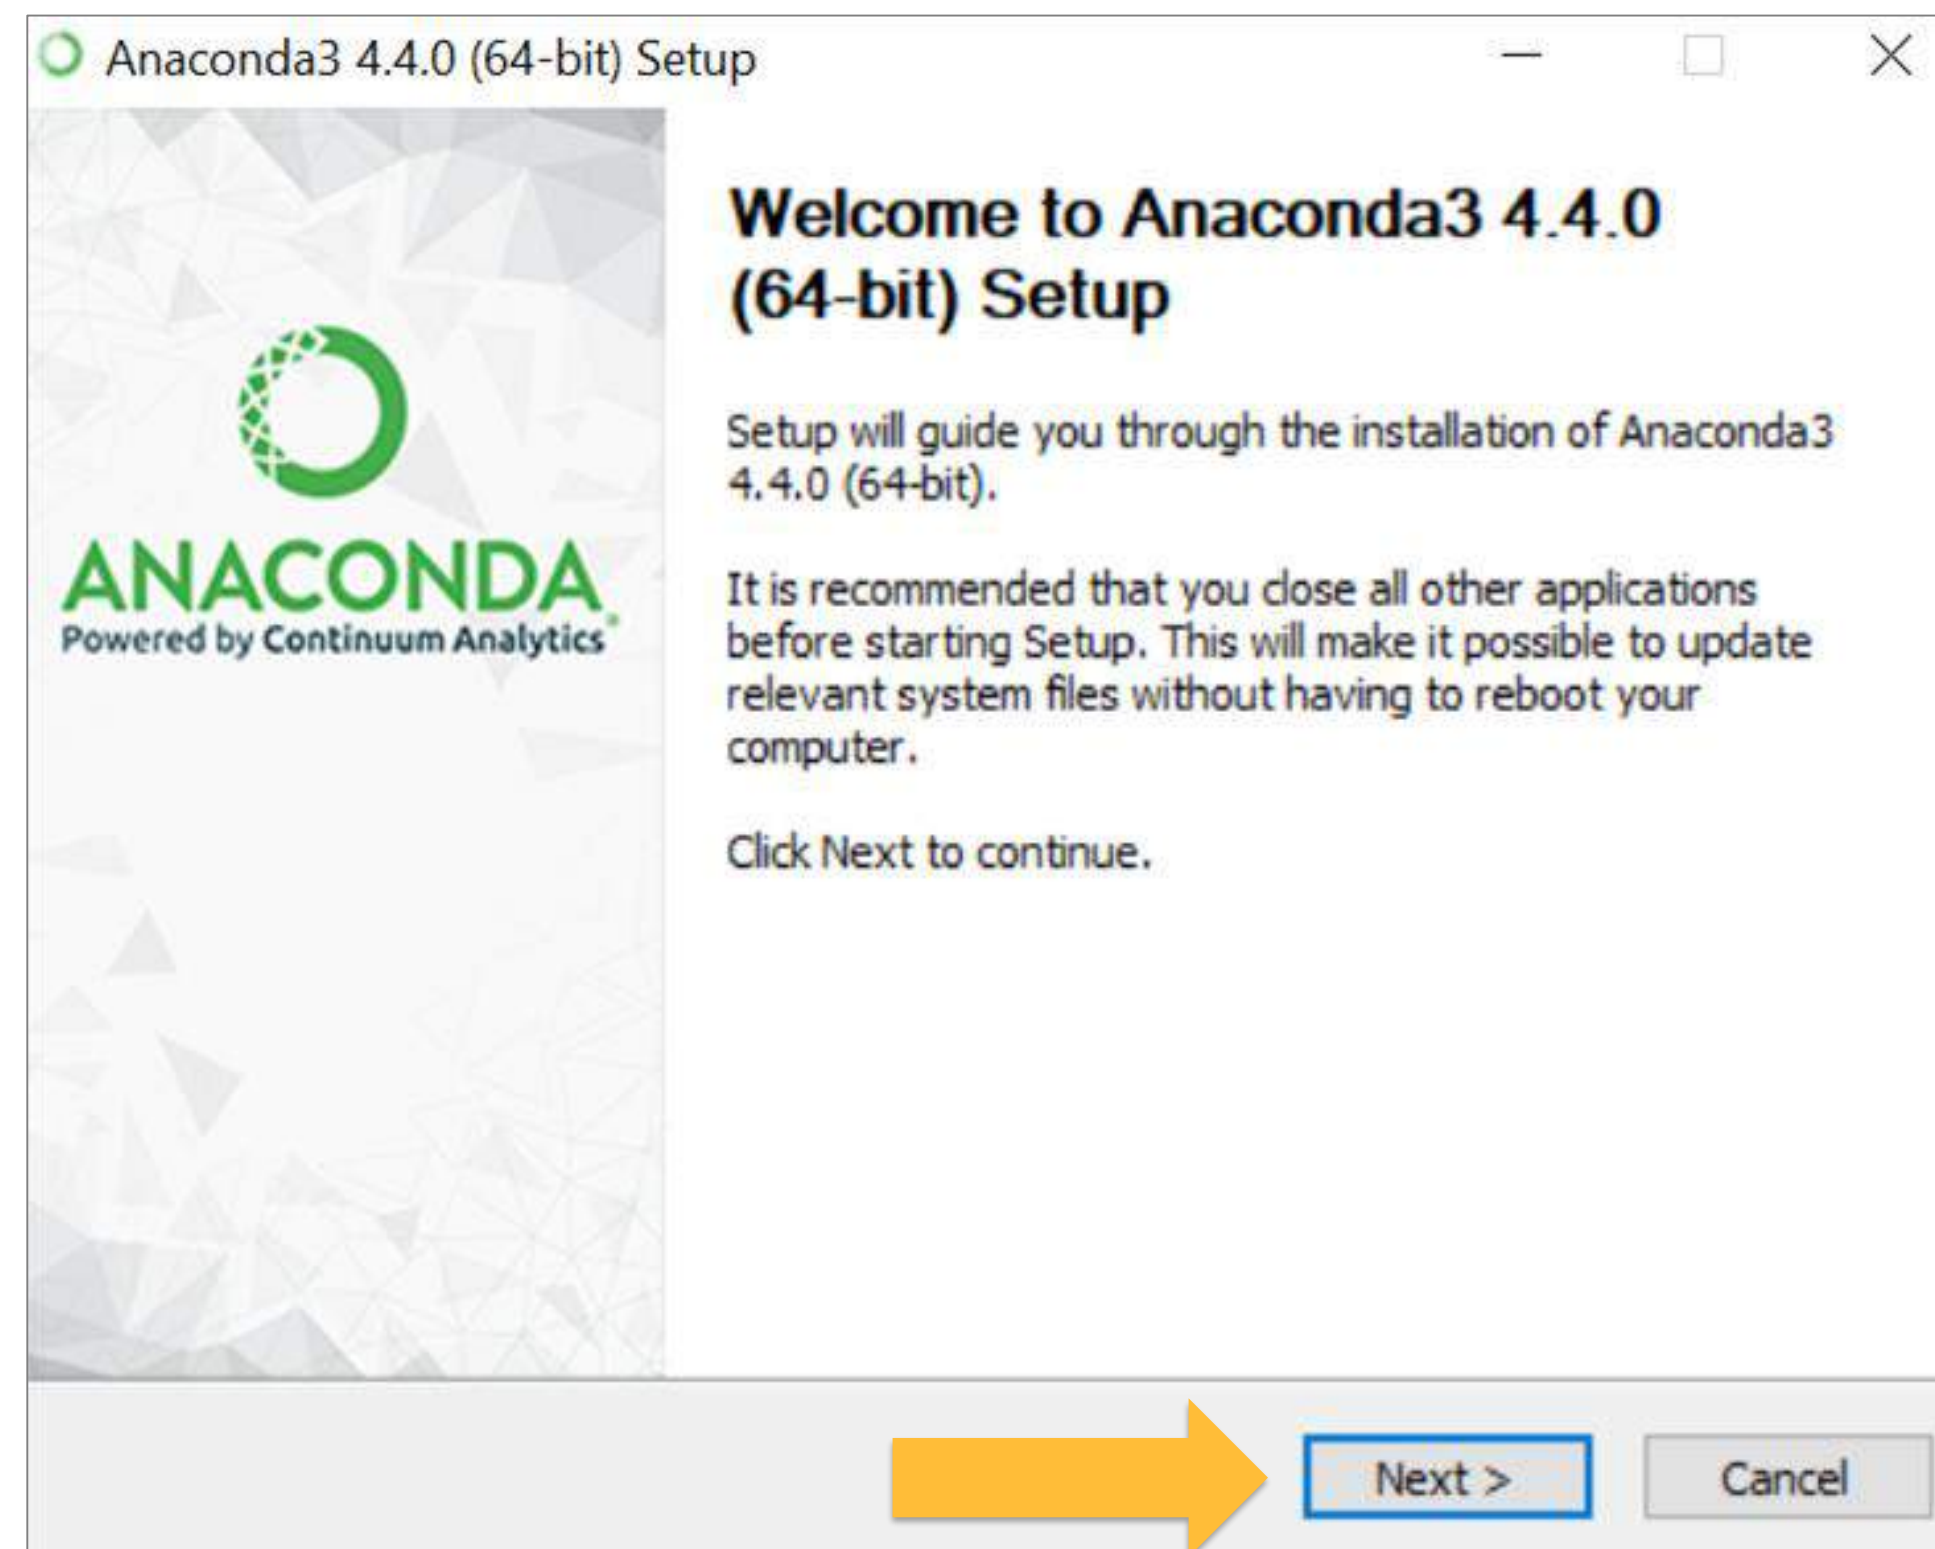 Anaconda3 4.4.0 (64-bit) Setup
ANACONDA®
Powered by Continuum Analytics
Welcome to Anaconda3 4.4.0
(64-bit) Setup
Setup will guide you through the installation of Anaconda3
4.4.0 (64-bit).
It is recommended that you close all other applications
before starting Setup. This will make it possible to update
relevant system files without having to reboot your
computer.
Click Next to continue.
Next >
Cancel